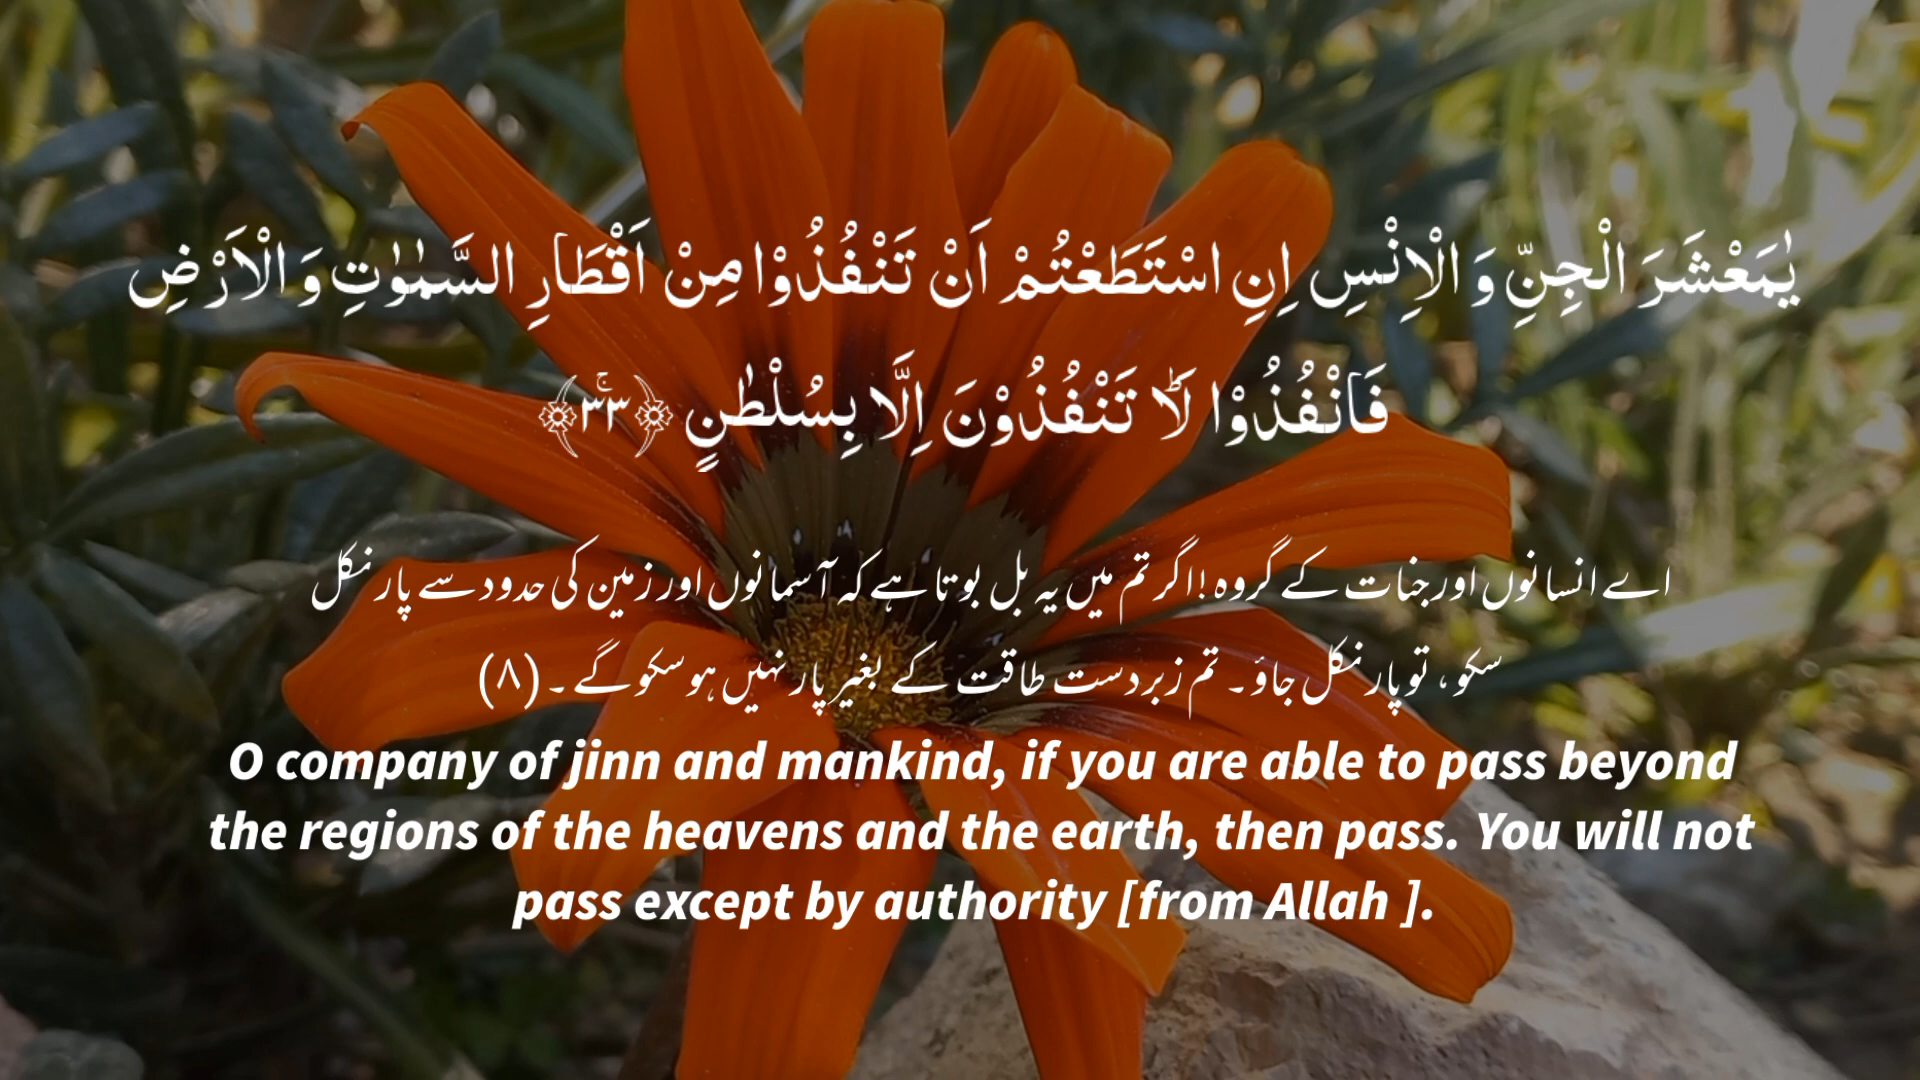 يٰمَعْشَرَ الْجِنِّ وَ الْاِنْسِ اِنِ اسْتَطَعْتُمْ اَنْ تَنْفُذُوْا مِنْ اَقْطَارِ السَّمٰوٰتِ وَ الْاَرْضِ
فَانْفُذُوْا لَا تَنْفُذُوْنَ اِلَّا بِسُلْطٰنٍ ﴿ۚ۳۳﴾
اے انسانوں اور جنات کے گروہ !اگر تم میں یہ بل بوتا ہے کہ آسمانوں اور زمین کی حدود سے پار نکل
سکو، تو پار نکل جاؤ۔ تم زبردست طاقت کے بغیر پار نہیں ہو سکو گے۔ (۸)
O company of jinn and mankind, if you are able to pass beyond
the regions of the heavens and the earth, then pass. You will not
pass except by authority [from Allah ].